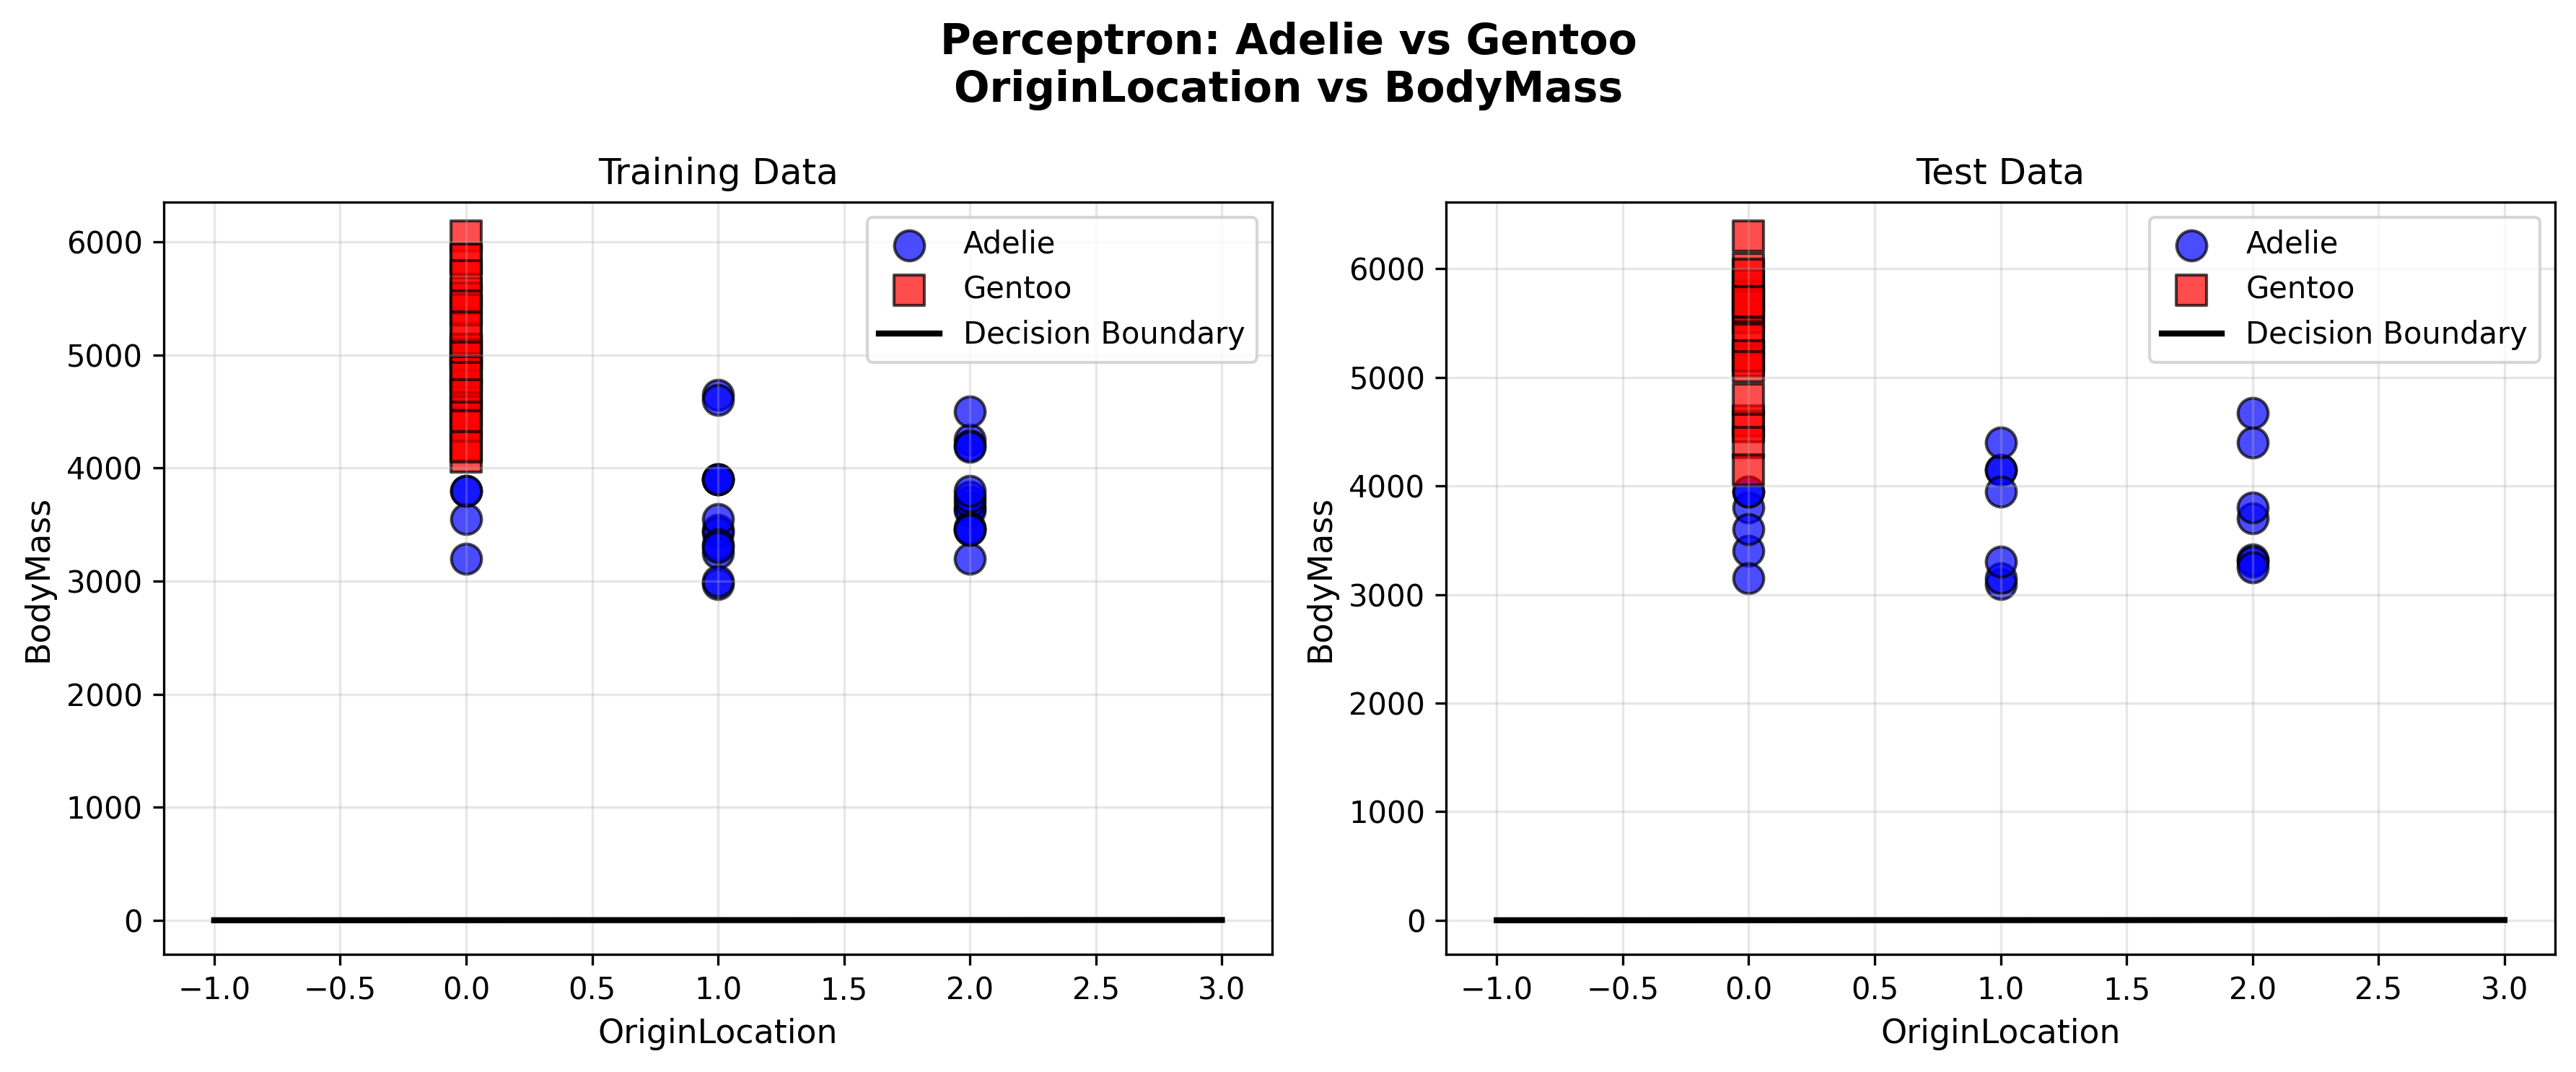 Perceptron: Adelie vs Gentoo
OriginLocation vs BodyMass
Training Data
6000
5000
4000
3000
2000
1000
0
BodyMass
−1.0 −0.5 0.0 0.5 1.0 1.5 2.0 2.5 3.0
OriginLocation
Adelie
Gentoo
Decision Boundary
Test Data
6000
5000
4000
3000
2000
1000
0
BodyMass
−1.0 −0.5 0.0 0.5 1.0 1.5 2.0 2.5 3.0
OriginLocation
Adelie
Gentoo
Decision Boundary